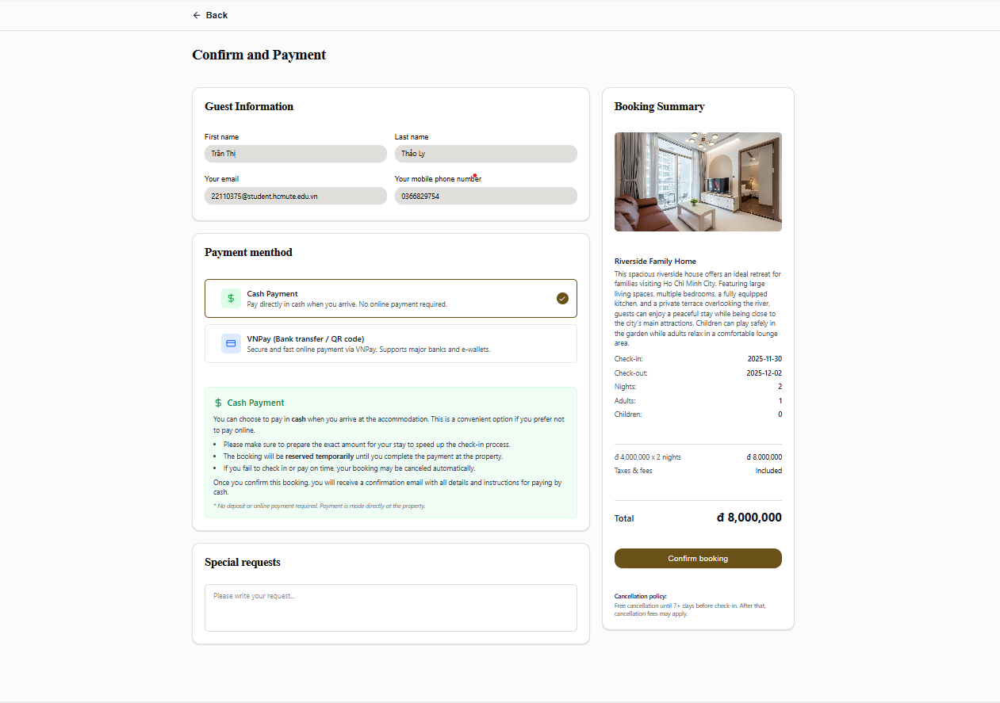 Back
Confirm and Payment
Guest Information
First name
Last name
Trần Thị
Thảo Ly
Your email
Your mobile phone number
22110375@student.hcmute.edu.vn
0366829754
Payment menthod
$
Cash Payment
Pay directly in cash when you arrive. No online payment required.
VNPay (Bank transfer / QR code)
Secure and fast online payment via VNPay. Supports major banks and e-wallets.
$ Cash Payment
You can choose to pay in cash when you arrive at the accommodation. This is a convenient option if you prefer not
to pay online.
• Please make sure to prepare the exact amount for your stay to speed up the check-in process.
• The booking will be reserved temporarily until you complete the payment at the property.
• If you fail to check in or pay on time, your booking may be canceled automatically.
Once you confirm this booking, you will receive a confirmation email with all details and instructions for paying by
cash.
* No deposit or online payment required. Payment is made directly at the property.
Special requests
Please write your request...
Booking Summary
Riverside Family Home
This spacious riverside house offers an ideal retreat for
families visiting Ho Chi Minh City. Featuring large
living spaces, multiple bedrooms, a fully equipped
kitchen, and a private terrace overlooking the river,
guests can enjoy a peaceful stay while being close to
the city's main attractions. Children can play safely in
the garden while adults relax in a comfortable lounge
area.
Check-in: 2025-11-30
Check-out: 2025-12-02
Nights: 2
Adults: 1
Children: 0
đ 4,000,000 x 2 nights đ 8,000,000
Taxes & fees Included
Total đ 8,000,000
Confirm booking
Cancellation policy:
Free cancellation until 7+ days before check-in. After that,
cancellation fees may apply.